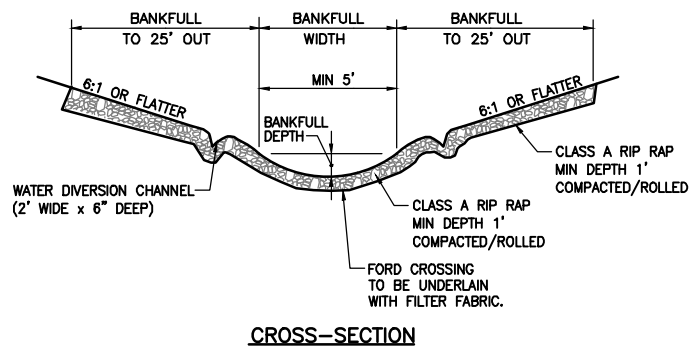 BANKFULL
TO 25' OUT
BANKFULL
WIDTH
BANKFULL
TO 25' OUT
MIN 5'
6:1 OR FLATTER
6:1 OR FLATTER
BANKFULL
DEPTH
WATER DIVERSION CHANNEL
(2' WIDE x 6" DEEP)
CLASS A RIP RAP
MIN DEPTH 1'
COMPACTED/ROLLED
CLASS A RIP RAP
MIN DEPTH 1'
COMPACTED/ROLLED
FORD CROSSING
TO BE UNDERLAIN
WITH FILTER FABRIC.
CROSS-SECTION